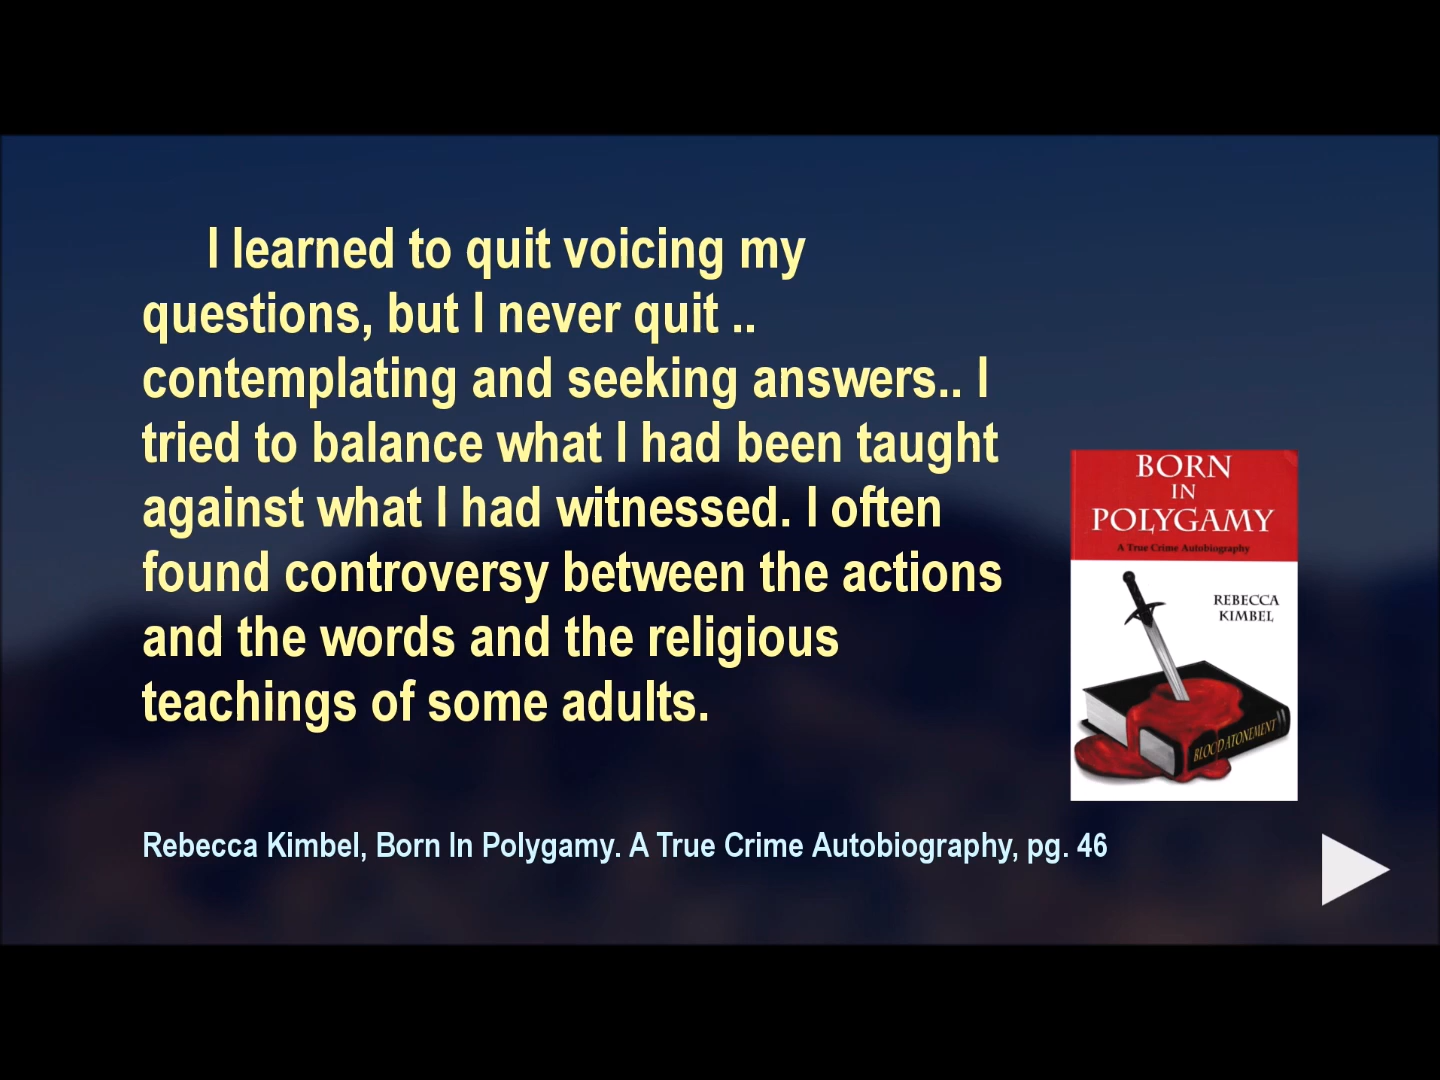 I learned to quit voicing my
questions, but I never quit ..
contemplating and seeking answers.. I
tried to balance what I had been taught
against what I had witnessed. I often
found controversy between the actions
and the words and the religious
teachings of some adults.
BORN
IN
POLYGAMY
A True Crime Autobiography
REBECCA
KIMBEL
BLOOD ATONEMENT
Rebecca Kimbel, Born In Polygamy. A True Crime Autobiography, pg. 46